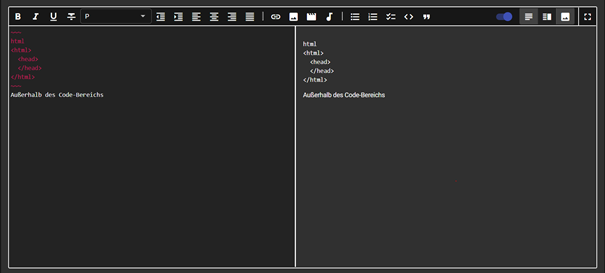 B I U T P
~~~
html
<html>
  <head>
  </head>
</html>
~~~
Außerhalb des Code-Bereichs
html
<html>
  <head>
  </head>
</html>
Außerhalb des Code-Bereichs